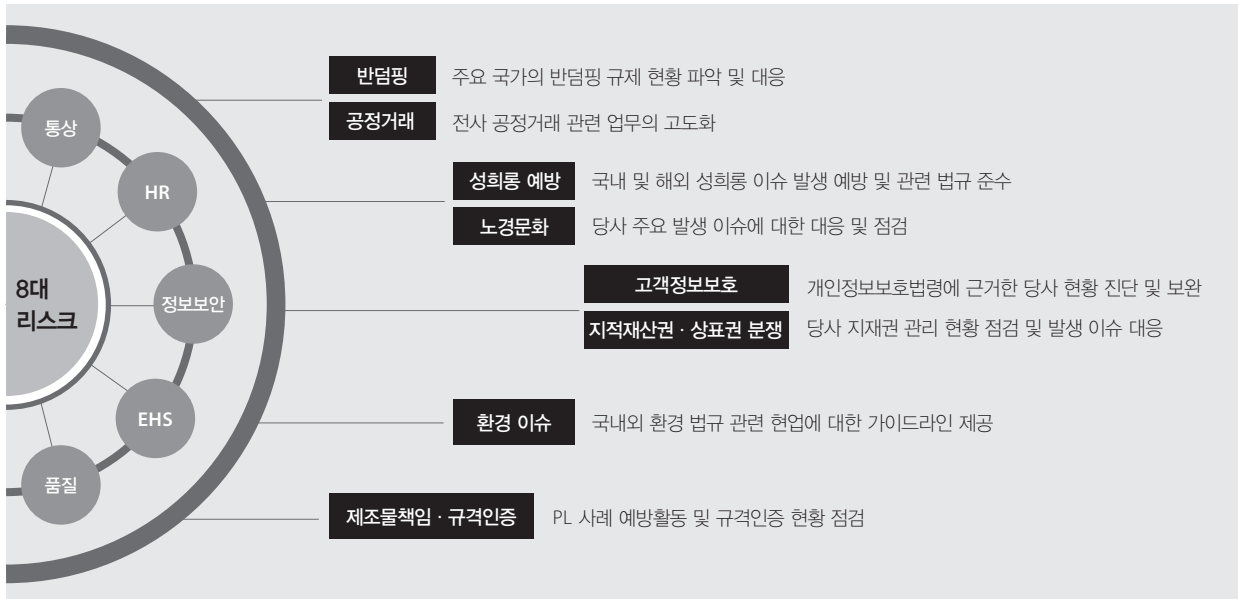 8대
리스크
통상
HR
정보보안
EHS
품질
반덤핑 주요 국가의 반덤핑 규제 현황 파악 및 대응
공정거래 전사 공정거래 관련 업무의 고도화
성희롱 예방 국내 및 해외 성희롱 이슈 발생 예방 및 관련 법규 준수
노경문화 당사 주요 발생 이슈에 대한 대응 및 점검
고객정보보호 개인정보보호법령에 근거한 당사 현황 진단 및 보완
지적재산권 · 상표권 분쟁 당사 지재권 관리 현황 점검 및 발생 이슈 대응
환경 이슈 국내외 환경 법규 관련 현업에 대한 가이드라인 제공
제조물책임 · 규격인증 PL 사례 예방활동 및 규격인증 현황 점검